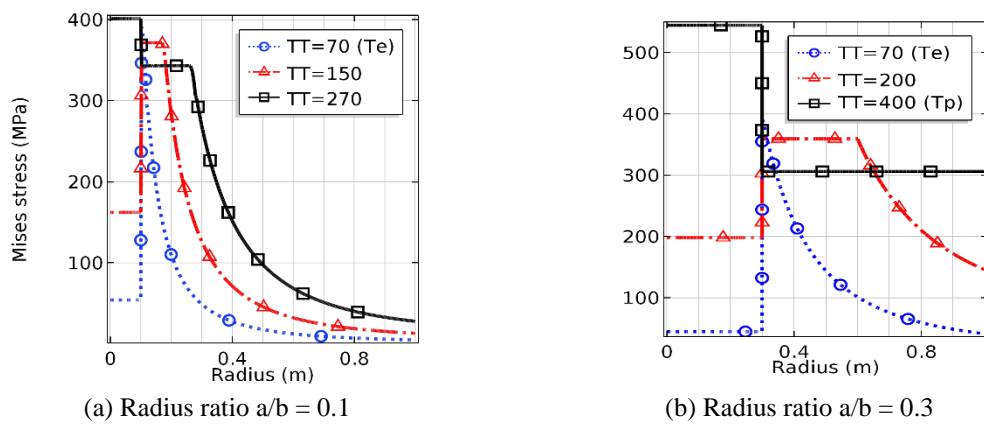 400
300
200
100
Mises stress (MPa)
TT=70 (Te)
TT=150
TT=270
0
0.4
0.8
Radius (m)
(a) Radius ratio a/b = 0.1
500
400
300
200
100
TT=70 (Te)
TT=200
TT=400 (Tp)
0
0.4
0.8
Radius (m)
(b) Radius ratio a/b = 0.3